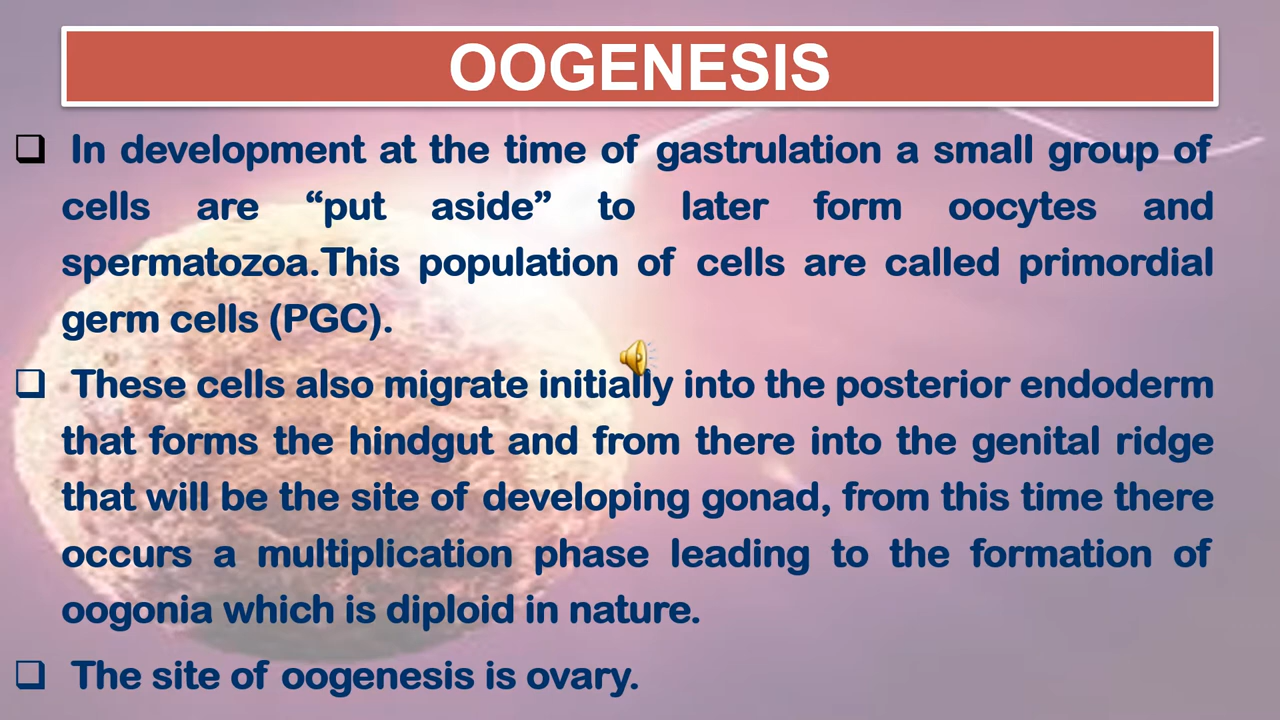 OOGENESIS
❑ In development at the time of gastrulation a small group of
cells are “put aside” to later form oocytes and
spermatozoa.This population of cells are called primordial
germ cells (PGC).
❑ These cells also migrate initially into the posterior endoderm
that forms the hindgut and from there into the genital ridge
that will be the site of developing gonad, from this time there
occurs a multiplication phase leading to the formation of
oogonia which is diploid in nature.
❑ The site of oogenesis is ovary.